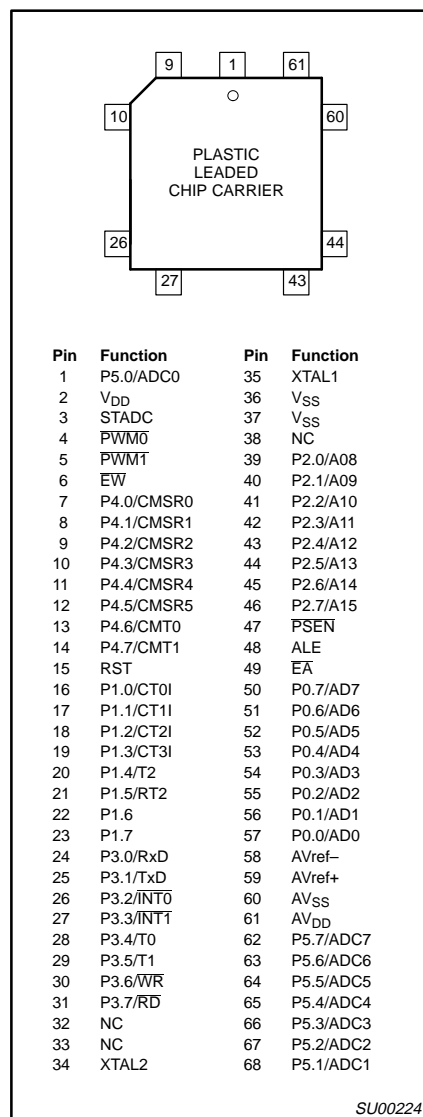 9 1 61
10 60
PLASTIC
LEADED
CHIP CARRIER
26 44
27 43
Pin Function Pin Function
1 P5.0/ADC0 35 XTAL1
2 VDD 36 VSS
3 STADC 37 VSS
4 P̅W̅M̅0̅ 38 NC
5 P̅W̅M̅1̅ 39 P2.0/A08
6 E̅W̅ 40 P2.1/A09
7 P4.0/CMSR0 41 P2.2/A10
8 P4.1/CMSR1 42 P2.3/A11
9 P4.2/CMSR2 43 P2.4/A12
10 P4.3/CMSR3 44 P2.5/A13
11 P4.4/CMSR4 45 P2.6/A14
12 P4.5/CMSR5 46 P2.7/A15
13 P4.6/CMT0 47 P̅S̅E̅N̅
14 P4.7/CMT1 48 ALE
15 RST 49 E̅A̅
16 P1.0/CT0I 50 P0.7/AD7
17 P1.1/CT1I 51 P0.6/AD6
18 P1.2/CT2I 52 P0.5/AD5
19 P1.3/CT3I 53 P0.4/AD4
20 P1.4/T2 54 P0.3/AD3
21 P1.5/RT2 55 P0.2/AD2
22 P1.6 56 P0.1/AD1
23 P1.7 57 P0.0/AD0
24 P3.0/RxD 58 AVref–
25 P3.1/TxD 59 AVref+
26 P3.2/I̅N̅T̅0̅ 60 AVSS
27 P3.3/I̅N̅T̅1̅ 61 AVDD
28 P3.4/T0 62 P5.7/ADC7
29 P3.5/T1 63 P5.6/ADC6
30 P3.6/W̅R̅ 64 P5.5/ADC5
31 P3.7/R̅D̅ 65 P5.4/ADC4
32 NC 66 P5.3/ADC3
33 NC 67 P5.2/ADC2
34 XTAL2 68 P5.1/ADC1
SU00224